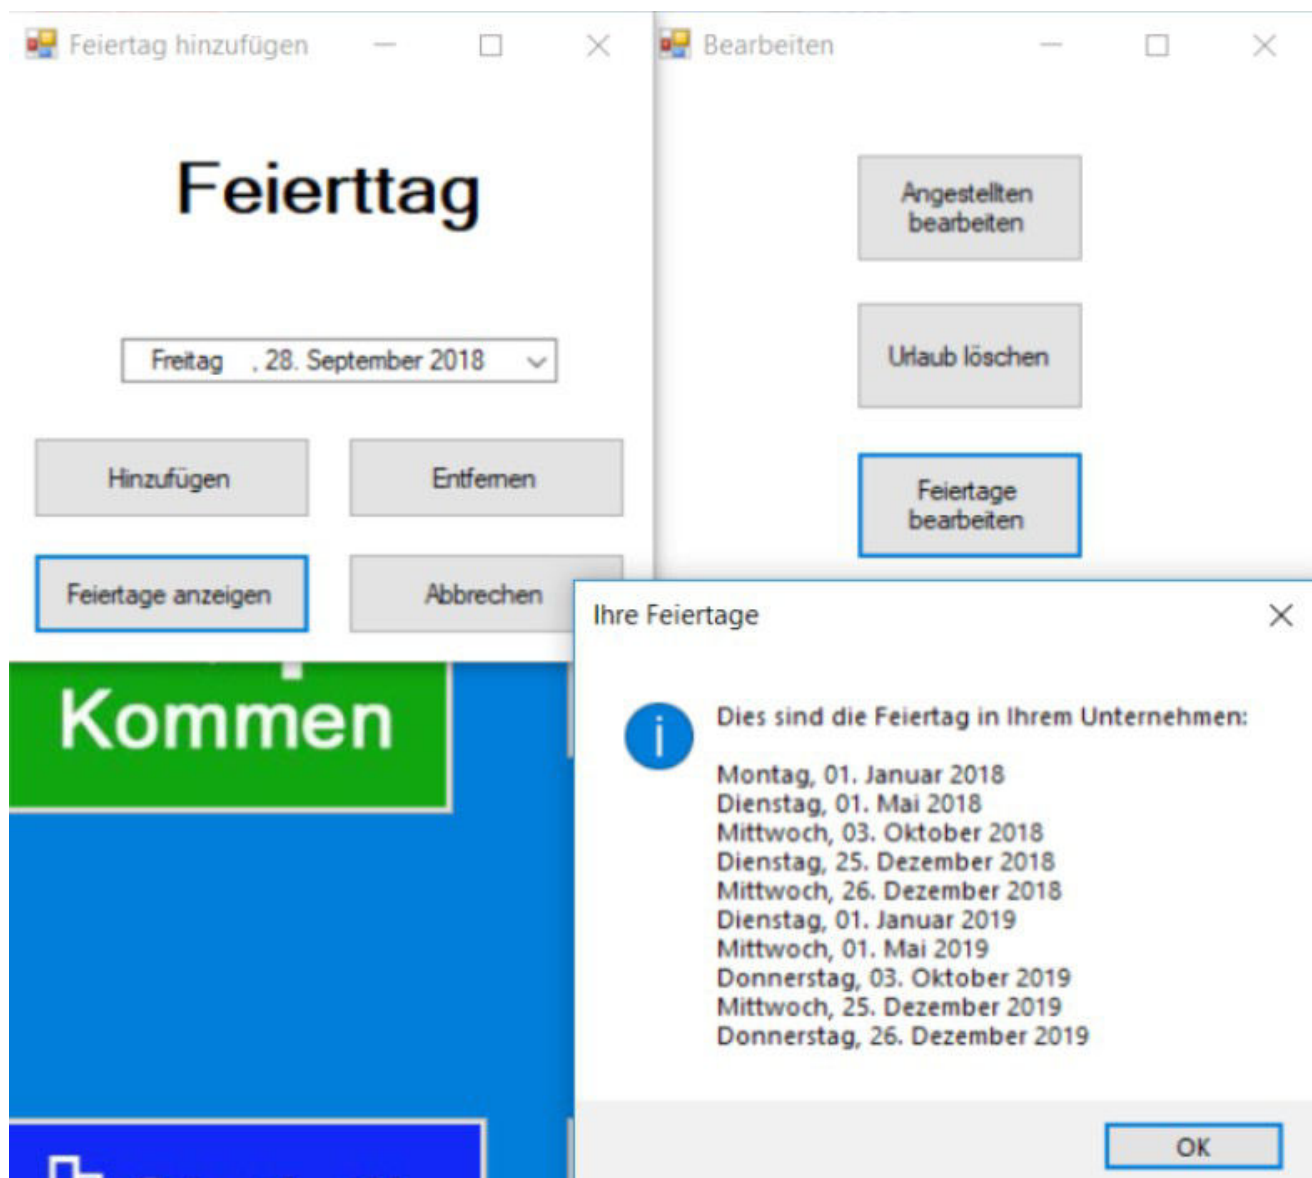 Feiertag hinzufügen
Feierttag
Freitag , 28. September 2018
Hinzufügen
Entfernen
Feiertage anzeigen
Abbrechen
Bearbeiten
Angestellten
bearbeiten
Urlaub löschen
Feiertage
bearbeiten
Kommen
Ihre Feiertage
Dies sind die Feiertag in Ihrem Unternehmen:
Montag, 01. Januar 2018
Dienstag, 01. Mai 2018
Mittwoch, 03. Oktober 2018
Dienstag, 25. Dezember 2018
Mittwoch, 26. Dezember 2018
Dienstag, 01. Januar 2019
Mittwoch, 01. Mai 2019
Donnerstag, 03. Oktober 2019
Mittwoch, 25. Dezember 2019
Donnerstag, 26. Dezember 2019
OK